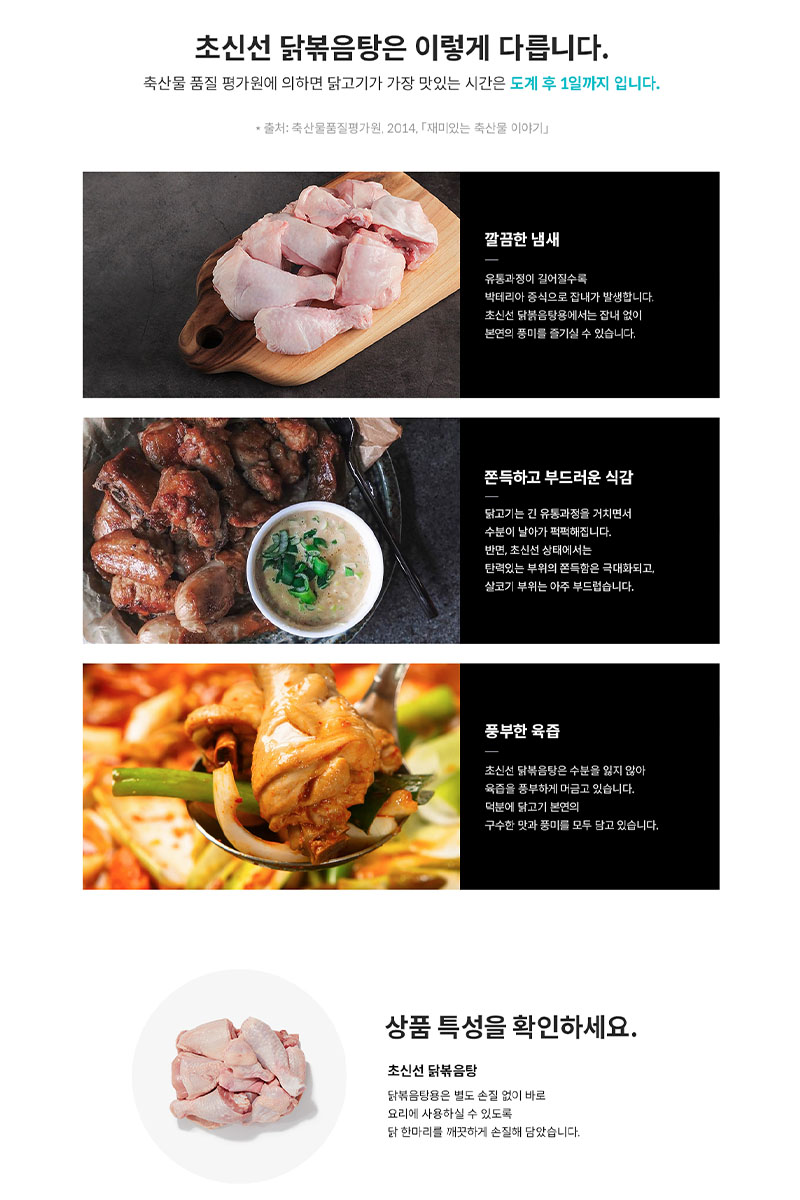 초신선 닭볶음탕은 이렇게 다릅니다.
축산물 품질 평가원에 의하면 닭고기가 가장 맛있는 시간은 도계 후 1일까지 입니다.
* 출처: 축산물품질평가원, 2014, 「재미있는 축산물 이야기」
깔끔한 냄새
유통과정이 길어질수록
박테리아 증식으로 잡내가 발생합니다.
초신선 닭볶음탕용에서는 잡내 없이
본연의 풍미를 즐기실 수 있습니다.
쫀득하고 부드러운 식감
닭고기는 긴 유통과정을 거치면서
수분이 날아가 퍽퍽해집니다.
반면, 초신선 상태에서는
탄력있는 부위의 쫀득함은 극대화되고,
살코기 부위는 아주 부드럽습니다.
풍부한 육즙
초신선 닭볶음탕은 수분을 잃지 않아
육즙을 풍부하게 머금고 있습니다.
덕분에 닭고기 본연의
구수한 맛과 풍미를 모두 담고 있습니다.
상품 특성을 확인하세요.
초신선 닭볶음탕
닭볶음탕용은 별도 손질 없이 바로
요리에 사용하실 수 있도록
닭 한마리를 깨끗하게 손질해 담았습니다.